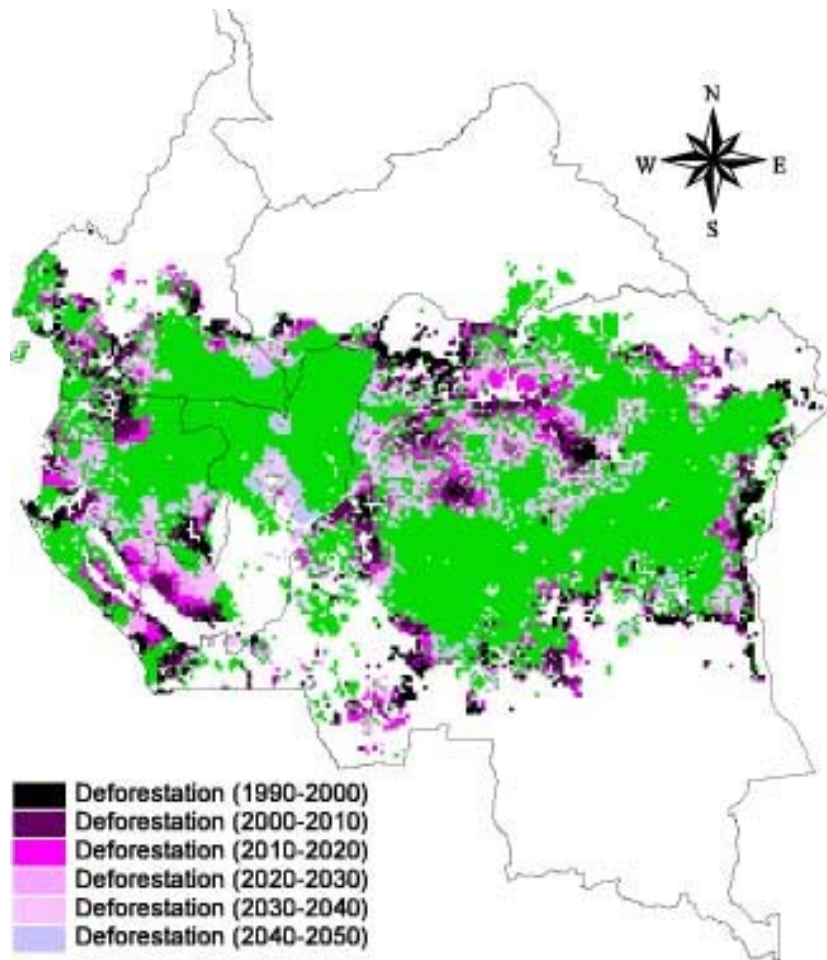 N
W E
S
Deforestation (1990-2000)
Deforestation (2000-2010)
Deforestation (2010-2020)
Deforestation (2020-2030)
Deforestation (2030-2040)
Deforestation (2040-2050)